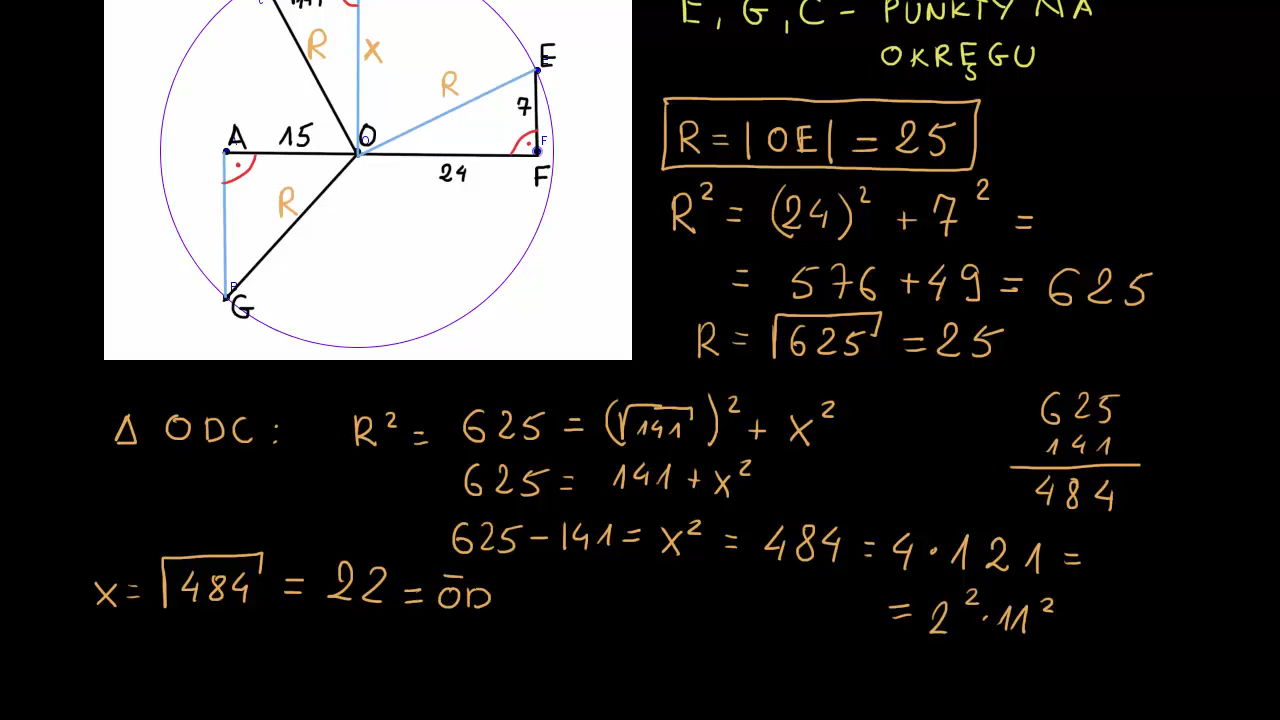 E, G, C - PUNKTY NA
OKRĘGU
R
X
R
E
7
A
15
O
F
24
F
R
G
R = |OE| = 25
R² = (24)² + 7² =
= 576 + 49 = 625
R = √625 = 25
Δ ODC: R² = 625 = (√141)² + X²
625 = 141 + X²
625 - 141 = X² = 484 = 4·121 =
= 2²·11²
625
141
484
X = √484 = 22 = OD